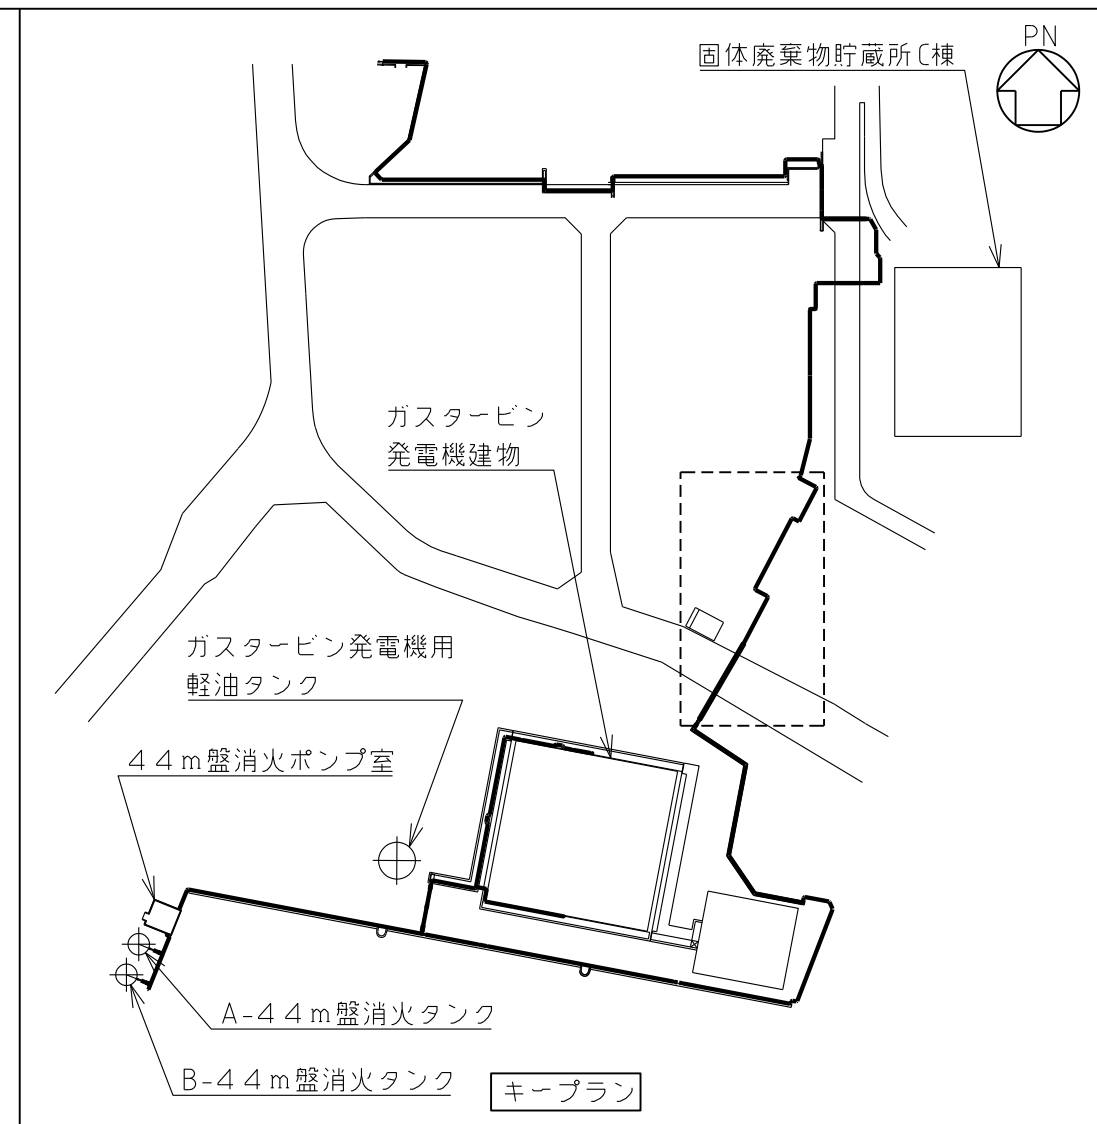 PN
固体廃棄物貯蔵所C棟
ガスタービン
発電機建物
ガスタービン発電機用
軽油タンク
44m盤消火ポンプ室
A-44m盤消火タンク
B-44m盤消火タンク
キープラン